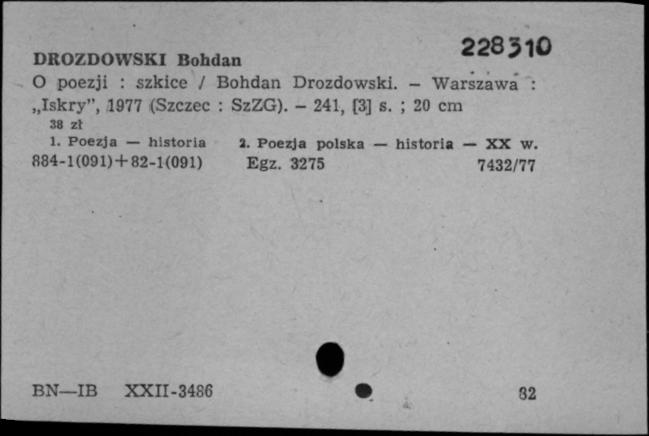 228310
DROZDOWSKI Bohdan
O poezji : szkice / Bohdan Drozdowski. — Warszawa :
„Iskry”, 1977 (Szczec : SzZG). — 241, [3] s. ; 20 cm
38 zł
1. Poezja — historia 2. Poezja polska — historia — XX w.
884-1(091)+82-1(091) Egz. 3275 7432/77
BN—IB XXII-3486 82